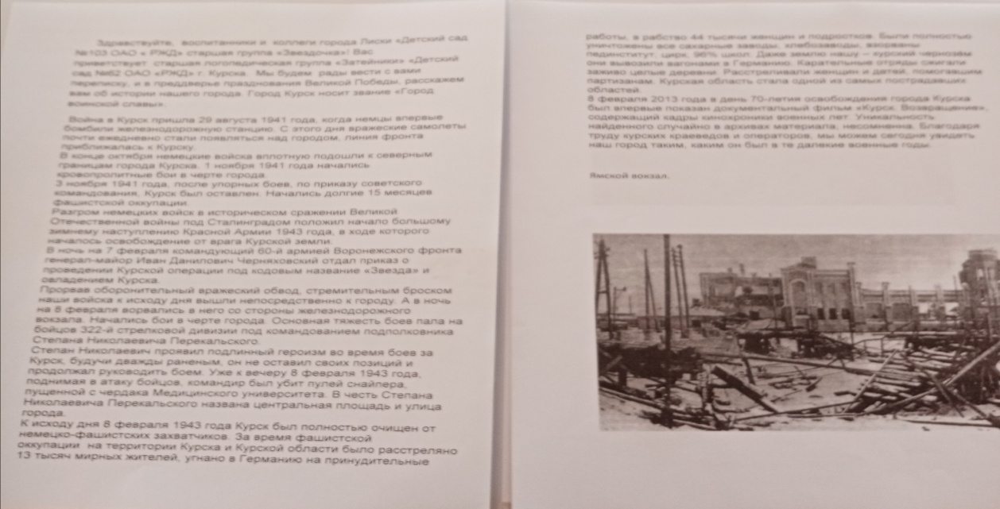 Здравствуйте, воспитанники и коллеги города Лиски «Детский сад
№103 ОАО « РЖД» старшая группа «Звездочка»! Вас
приветствует старшая логопедическая группа «Затейники» «Детский
сад №62 ОАО «РЖД» г. Курска. Мы будем рады вести с вами
переписку, и в преддверье празднования Великой Победы, расскажем
вам об истории нашего города. Город Курск носит звание «Город
воинской славы».
Война в Курск пришла 29 августа 1941 года, когда немцы впервые
бомбили железнодорожную станцию. С этого дня вражеские самолеты
почти ежедневно стали появляться над городом, линия фронта
приближалась к Курску.
В конце октября немецкие войска вплотную подошли к северным
границам города Курска. 1 ноября 1941 года начались
кровопролитные бои в черте города.
3 ноября 1941 года, после упорных боев, по приказу советского
командования, Курск был оставлен. Начались долгие 15 месяцев
фашистской оккупации.
Разгром немецких войск в историческом сражении Великой
Отечественной войны под Сталинградом положил начало большому
зимнему наступлению Красной Армии 1943 года, в ходе которого
началось освобождение от врага Курской земли.
В ночь на 7 февраля командующий 60-й армией Воронежского фронта
генерал-майор Иван Данилович Черняховский отдал приказ о
проведении Курской операции под кодовым название «Звезда» и
овладением Курска.
Прорвав оборонительный вражеский обвод, стремительным броском
наши войска к исходу дня вышли непосредственно к городу. А в ночь
на 8 февраля ворвались в него со стороны железнодорожного
вокзала. Начались бои в черте города. Основная тяжесть боев пала на
бойцов 322-й стрелковой дивизии под командованием подполковника
Степана Николаевича Перекальского.
Степан Николаевич проявил подлинный героизм во время боев за
Курск, будучи дважды раненым, он не оставил своих позиций и
продолжал руководить боем. Уже к вечеру 8 февраля 1943 года,
поднимая в атаку бойцов, командир был убит пулей снайпера,
пущенной с чердака Медицинского университета. В честь Степана
Николаевича Перекальского названа центральная площадь и улица
города.
К исходу дня 8 февраля 1943 года Курск был полностью очищен от
немецко-фашистских захватчиков. За время фашистской
оккупации на территории Курска и Курской области было расстреляно
13 тысяч мирных жителей, угнано в Германию на принудительные
работы, в рабство 44 тысячи женщин и подростков. Были полностью
уничтожены все сахарные заводы, хлебозаводы, взорваны
пединститут, цирк, 98% школ. Даже землю нашу – курский чернозём
они вывозили вагонами в Германию. Карательные отряды сжигали
заживо целые деревни. Расстреливали женщин и детей, помогавшим
партизанам. Курская область стала одной из самых пострадавших
областей.
8 февраля 2013 года в день 70-летия освобождения города Курска
был впервые показан документальный фильм «Курск. Возвращение»,
содержащий кадры кинохроники военных лет. Уникальность
найденного случайно в архивах материала, несомненна. Благодаря
труду курских краеведов и операторов, мы можем сегодня увидеть
наш город таким, каким он был в те далекие военные годы.
Ямской вокзал.